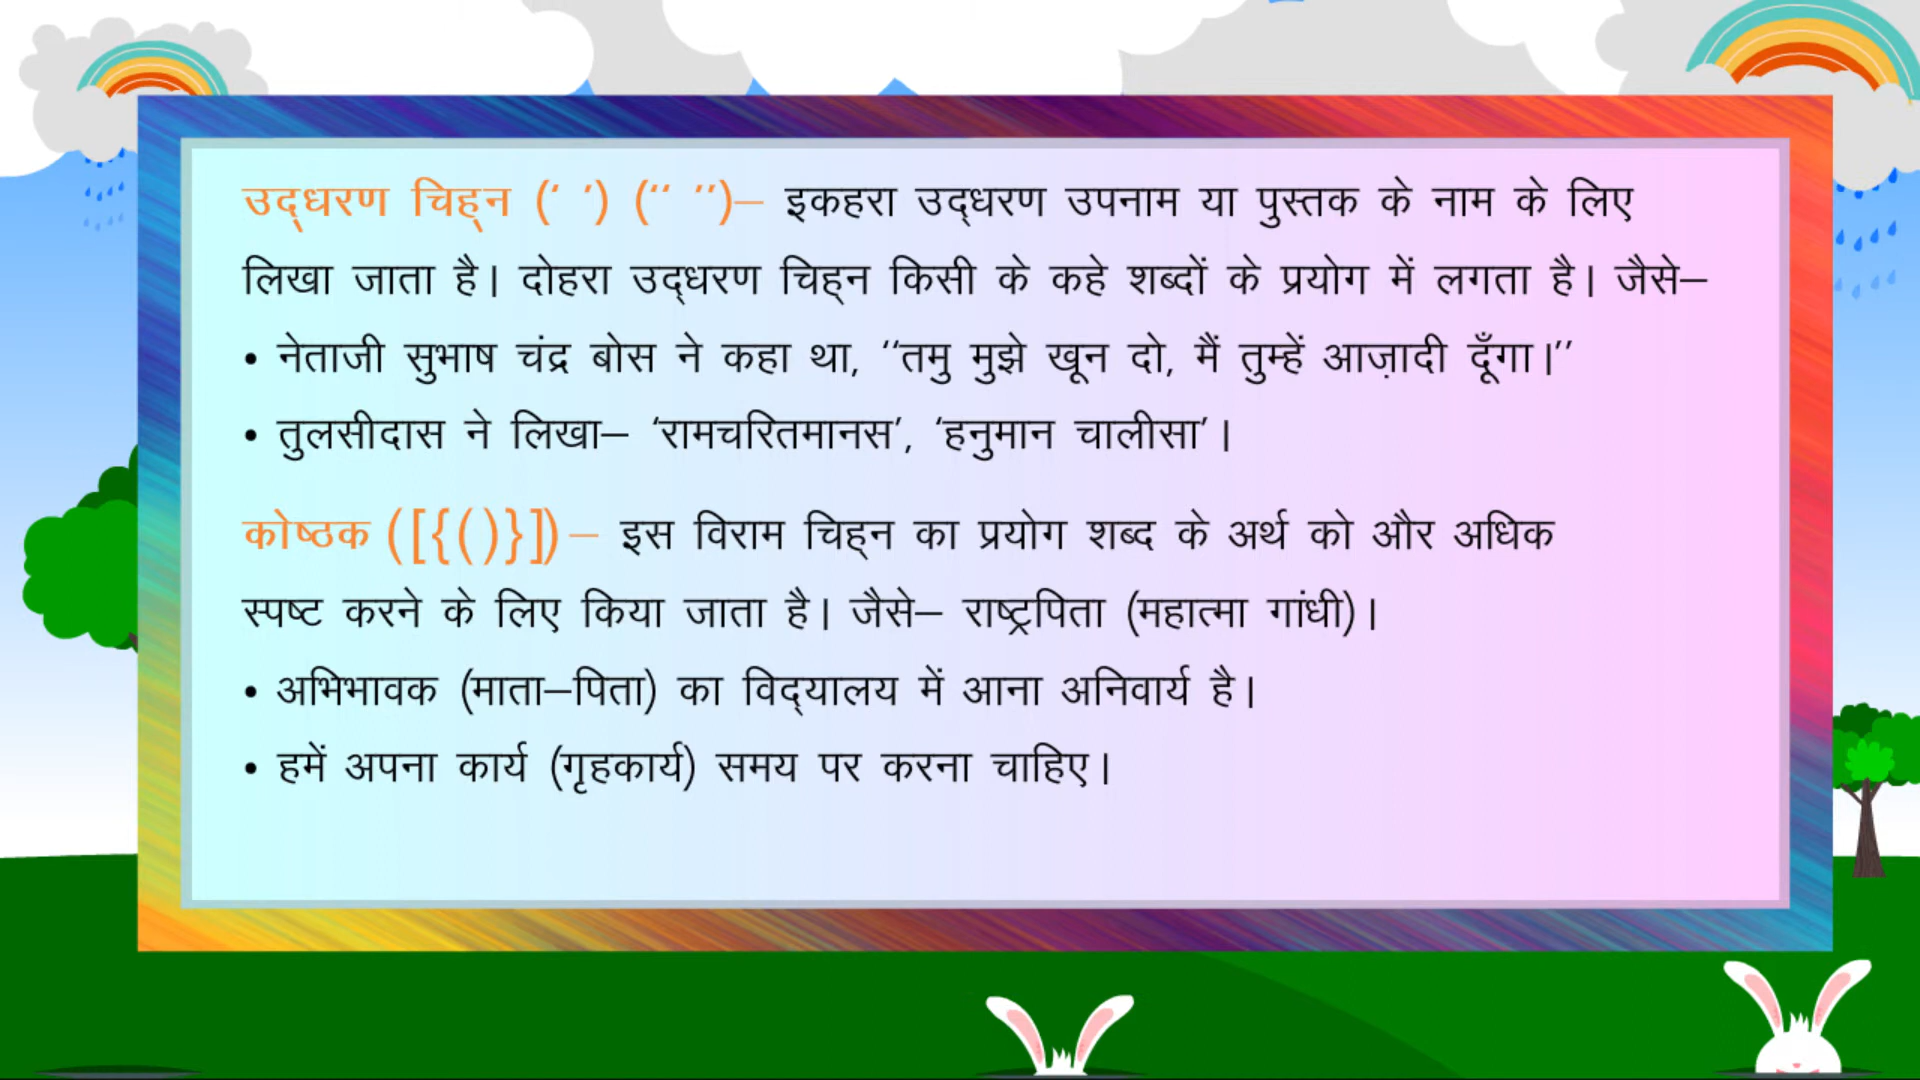 उद्‌धरण चिह्‌न (‘ ’) (‘‘ ’’)– इकहरा उद्‌धरण उपनाम या पुस्तक के नाम के लिए
लिखा जाता है। दोहरा उद्‌धरण चिह्‌न किसी के कहे शब्दों के प्रयोग में लगता है। जैसे–
• नेताजी सुभाष चंद्र बोस ने कहा था, ‘‘तमु मुझे खून दो, मैं तुम्हें आज़ादी दूँगा।’’
• तुलसीदास ने लिखा– ‘रामचरितमानस’, ‘हनुमान चालीसा’।
कोष्ठक ([{()}])– इस विराम चिह्‌न का प्रयोग शब्द के अर्थ को और अधिक
स्पष्ट करने के लिए किया जाता है। जैसे– राष्ट्रपिता (महात्मा गांधी)।
• अभिभावक (माता–पिता) का विद्‌यालय में आना अनिवार्य है।
• हमें अपना कार्य (गृहकार्य) समय पर करना चाहिए।